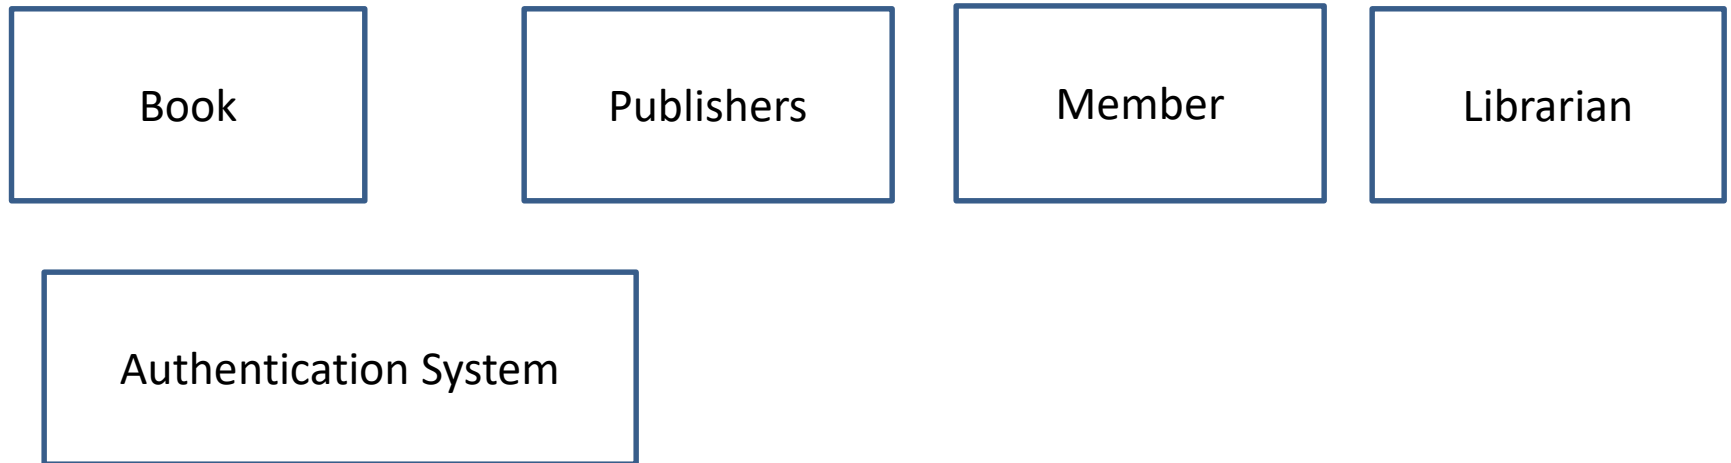 Book
Publishers
Member
Librarian
Authentication System